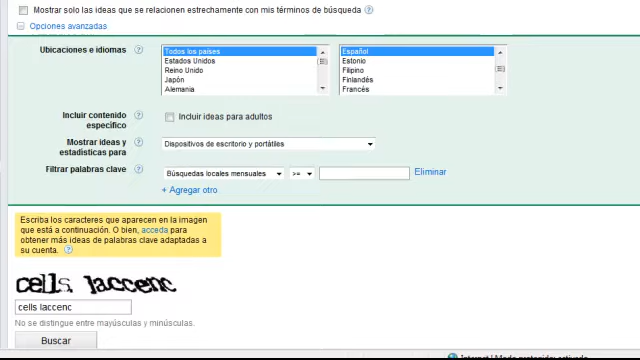 Mostrar solo las ideas que se relacionen estrechamente con mis términos de búsqueda
Opciones avanzadas
Ubicaciones e idiomas
Todos los países
Estados Unidos
Reino Unido
Japón
Alemania
Español
Estonio
Filipino
Finlandés
Francés
Incluir contenido
específico
Incluir ideas para adultos
Mostrar ideas y
estadísticas para
Dispositivos de escritorio y portátiles
Filtrar palabras clave
Búsquedas locales mensuales >= Eliminar
+ Agregar otro
Escriba los caracteres que aparecen en la imagen
que está a continuación. O bien, acceda para
obtener más ideas de palabras clave adaptadas a
su cuenta.
cells laccenc
cells laccenc
No se distingue entre mayúsculas y minúsculas.
Buscar
Internet | Modo protegido: activado